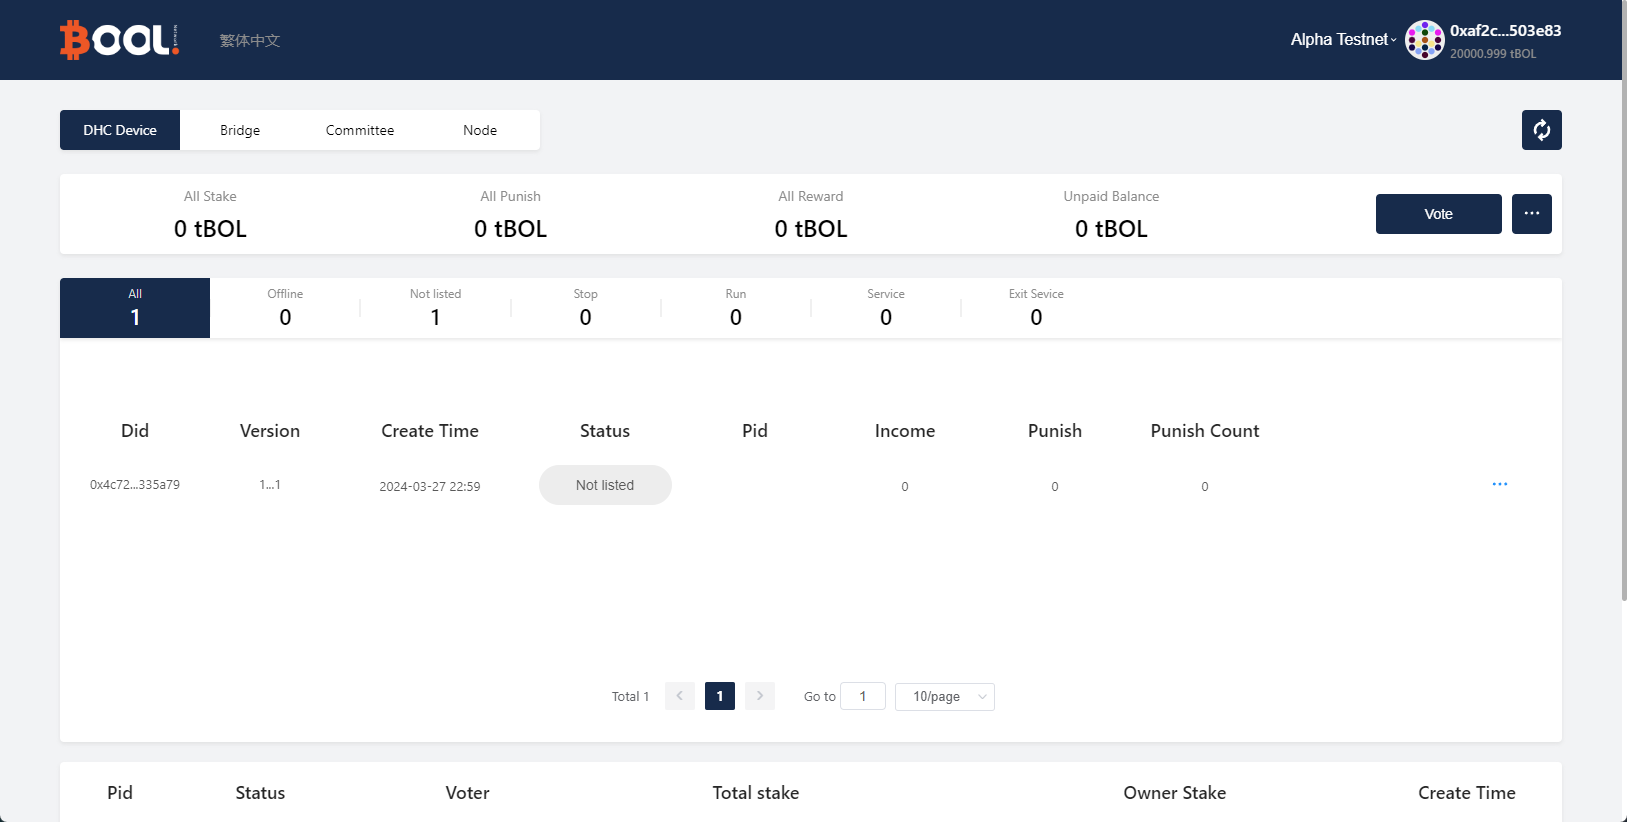 BOOL NETWORK
繁体中文
Alpha Testnet
0xaf2c...503e83
20000.999 tBOL
DHC Device Bridge Committee Node
All Stake All Punish All Reward Unpaid Balance
0 tBOL 0 tBOL 0 tBOL 0 tBOL
Vote ...
All Offline Not listed Stop Run Service Exit Sevice
1 0 1 0 0 0 0
Did Version Create Time Status Pid Income Punish Punish Count
0x4c72...335a79 1...1 2024-03-27 22:59 Not listed 0 0 0 ...
Total 1 < 1 > Go to 1 10/page
Pid Status Voter Total stake Owner Stake Create Time